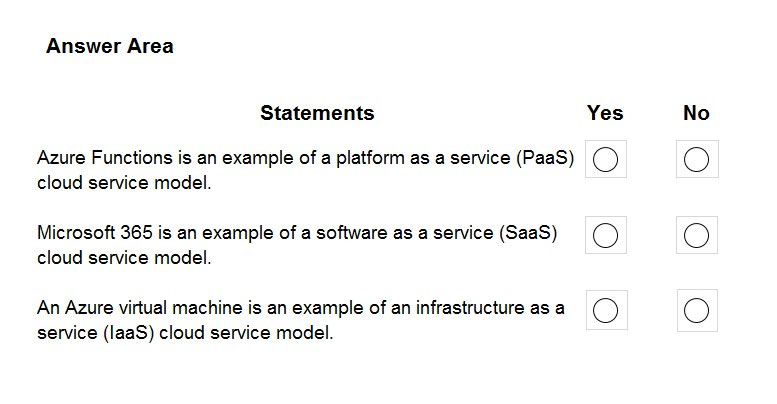 Answer Area
Statements Yes No
Azure Functions is an example of a platform as a service (PaaS)
cloud service model.
Microsoft 365 is an example of a software as a service (SaaS)
cloud service model.
An Azure virtual machine is an example of an infrastructure as a
service (IaaS) cloud service model.